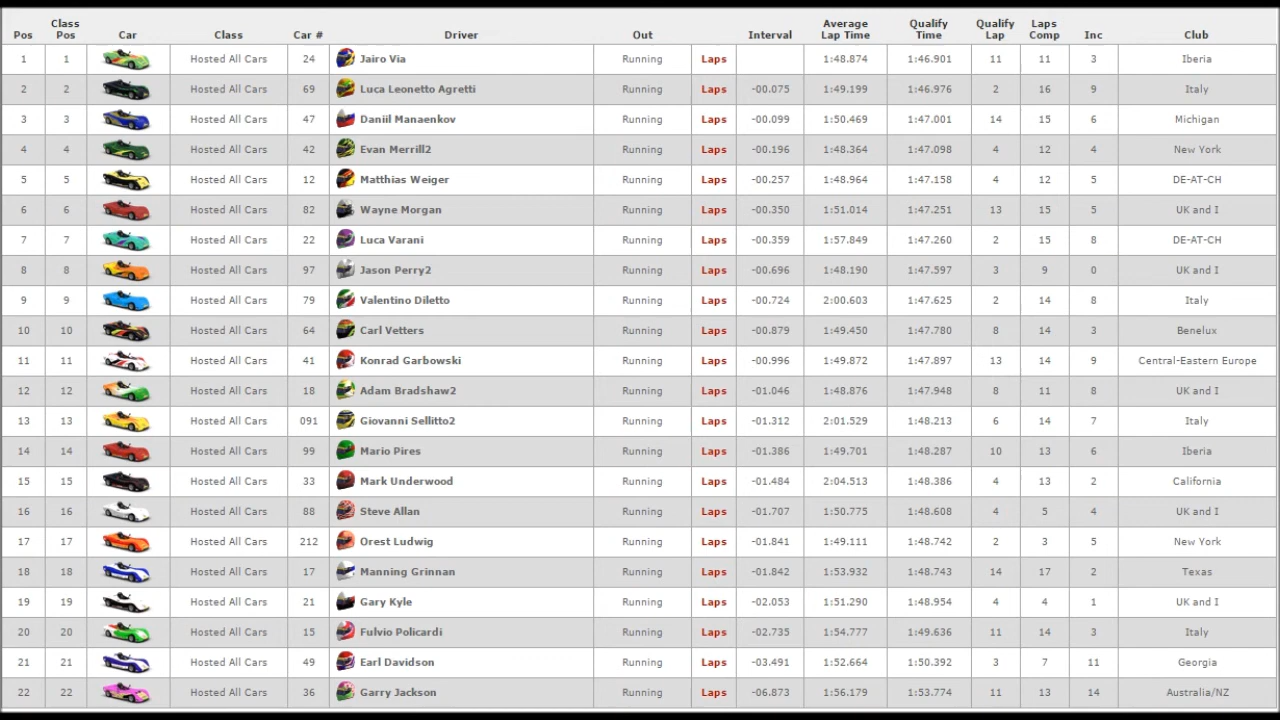 Pos Class Pos Car Class Car # Driver Out Interval Average Lap Time Qualify Time Qualify Lap Laps Comp Inc Club
1 1 Hosted All Cars 24 Jairo Via Running Laps 1:48.874 1:46.901 11 11 3 Iberia
2 2 Hosted All Cars 69 Luca Leonetto Agretti Running Laps -00.075 1:49.199 1:46.976 2 16 9 Italy
3 3 Hosted All Cars 47 Daniil Manaenkov Running Laps -00.099 1:50.469 1:47.001 14 15 6 Michigan
4 4 Hosted All Cars 42 Evan Merrill2 Running Laps -00.196 1:48.364 1:47.098 4 12 4 New York
5 5 Hosted All Cars 12 Matthias Weiger Running Laps -00.257 1:47.158 4 12 5 DE-AT-CH
6 6 Hosted All Cars 82 Wayne Morgan Running Laps -00.350 1:51.014 1:47.251 13 15 5 UK and I
7 7 Hosted All Cars 22 Luca Varani Running Laps -00.359 1:57.849 1:47.260 2 15 8 DE-AT-CH
8 8 Hosted All Cars 97 Jason Perry2 Running Laps -00.696 1:48.190 1:47.597 3 9 0 UK and I
9 9 Hosted All Cars 79 Valentino Diletto Running Laps -00.724 2:00.603 1:47.625 2 14 8 Italy
10 10 Hosted All Cars 64 Carl Vetters Running Laps -00.879 1:47.780 14 3 Benelux
11 11 Hosted All Cars 41 Konrad Garbowski Running Laps -00.996 1:47.897 13 14 9 Central-Eastern Europe
12 12 Hosted All Cars 18 Adam Bradshaw2 Running Laps -01.046 1:48.876 1:47.948 8 11 8 UK and I
13 13 Hosted All Cars 091 Giovanni Sellitto2 Running Laps -01.312 2:01.529 1:48.213 6 14 7 Italy
14 14 Hosted All Cars 99 Mario Pires Running Laps -01.386 1:49.701 1:48.287 10 13 6 Iberia
15 15 Hosted All Cars 33 Mark Underwood Running Laps -01.484 2:04.513 1:48.386 4 13 2 California
16 16 Hosted All Cars 88 Steve Allan Running Laps -01.707 1:50.775 1:48.608 4 5 4 UK and I
17 17 Hosted All Cars 212 Orest Ludwig Running Laps -01.841 1:49.111 1:48.742 2 3 5 New York
18 18 Hosted All Cars 17 Manning Grinnan Running Laps -01.842 1:48.743 14 17 2 Texas
19 19 Hosted All Cars 21 Gary Kyle Running Laps -02.053 1:51.290 1:48.954 4 4 1 UK and I
20 20 Hosted All Cars 15 Fulvio Policardi Running Laps -02.735 1:54.777 1:49.636 11 14 3 Italy
21 21 Hosted All Cars 49 Earl Davidson Running Laps -03.491 1:52.664 1:50.392 3 7 11 Georgia
22 22 Hosted All Cars Garry Jackson Running Laps -06.873 1:53.774 13 14 Australia/NZ